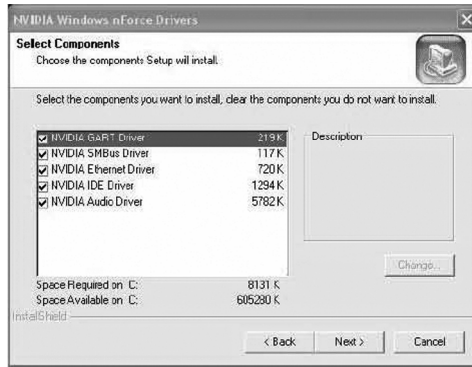 NVIDIA Windows nForce Drivers
Select Components
Choose the components Setup will install.
Select the components you want to install, clear the components you do not want to install.
NVIDIA GART Driver 219 K
NVIDIA SMBus Driver 117 K
NVIDIA Ethernet Driver 720 K
NVIDIA IDE Driver 1294 K
NVIDIA Audio Driver 5782 K
Description
Change...
Space Required on C: 8131 K
Space Available on C: 605280 K
InstallShield
< Back Next > Cancel